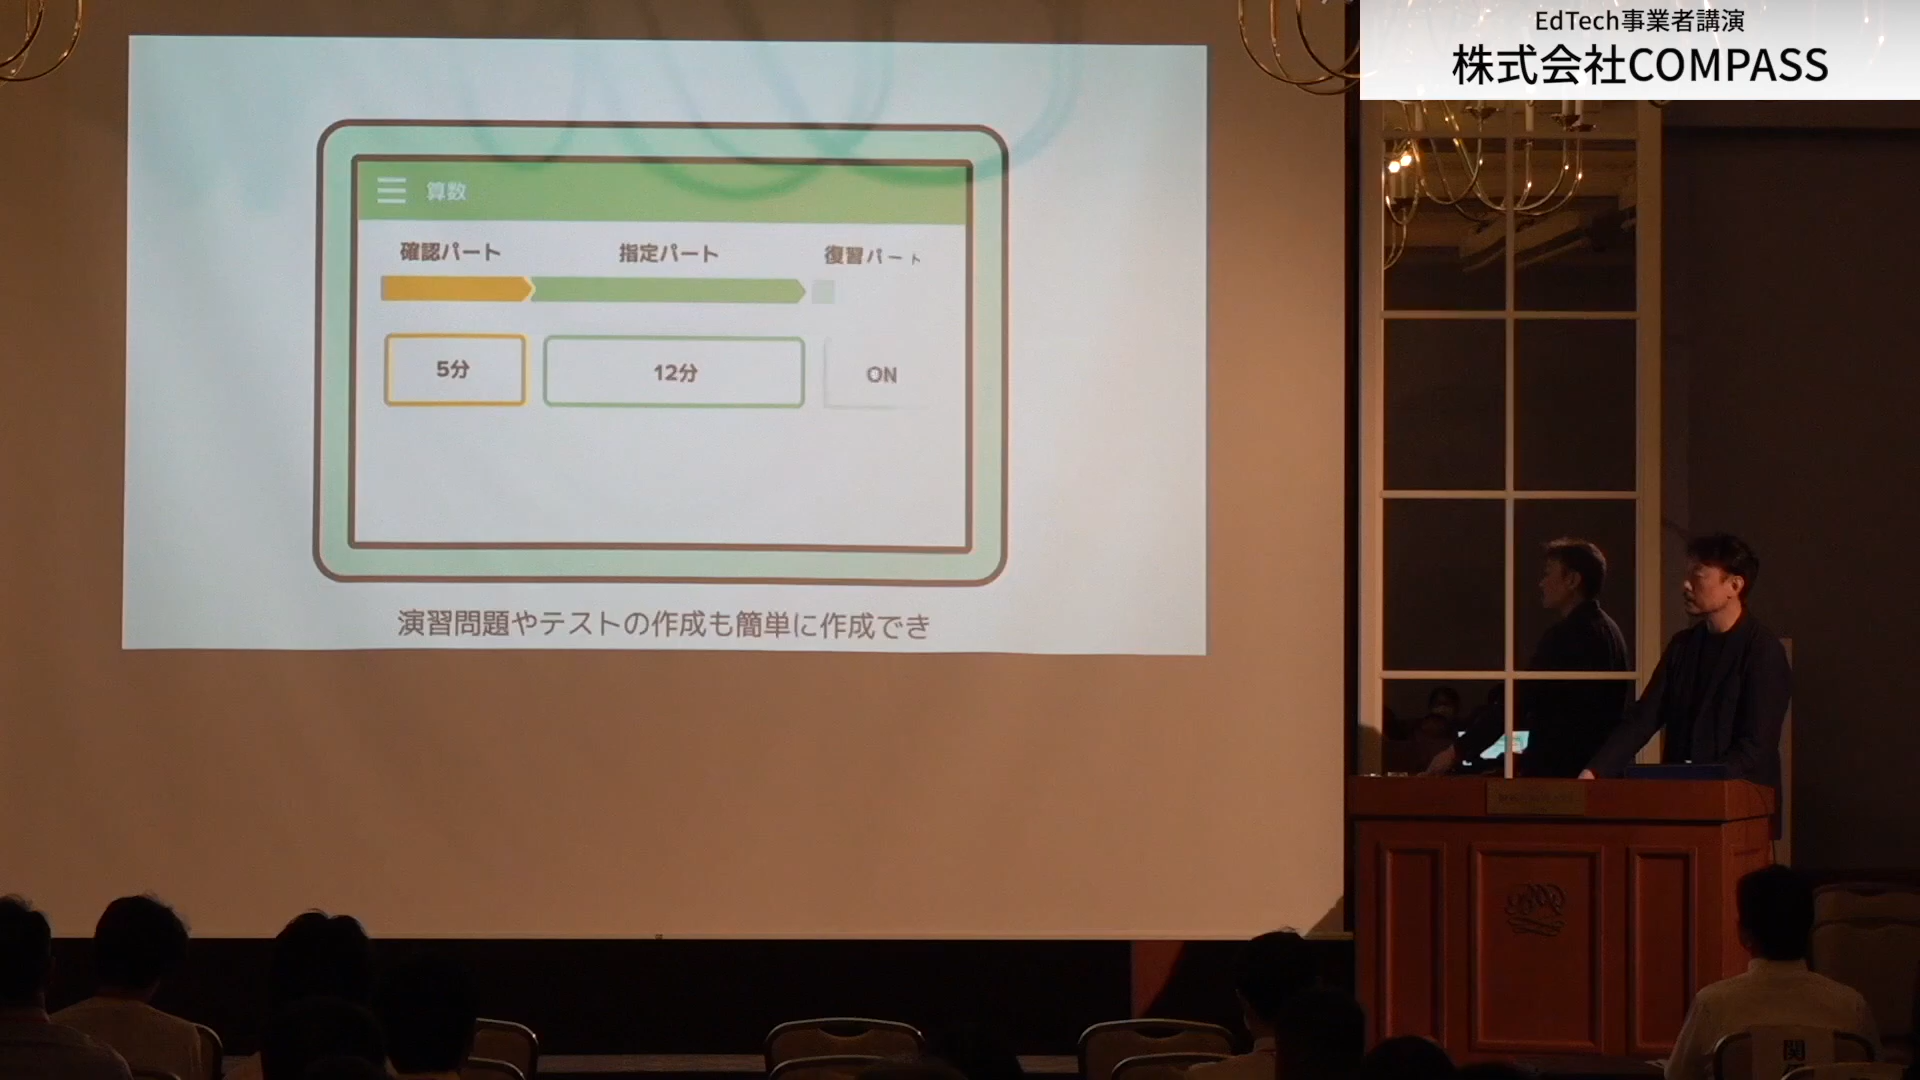 EdTech事業者講演
株式会社COMPASS
算数
確認パート
指定パート
復習パート
5分
12分
ON
演習問題やテストの作成も簡単に作成でき
関